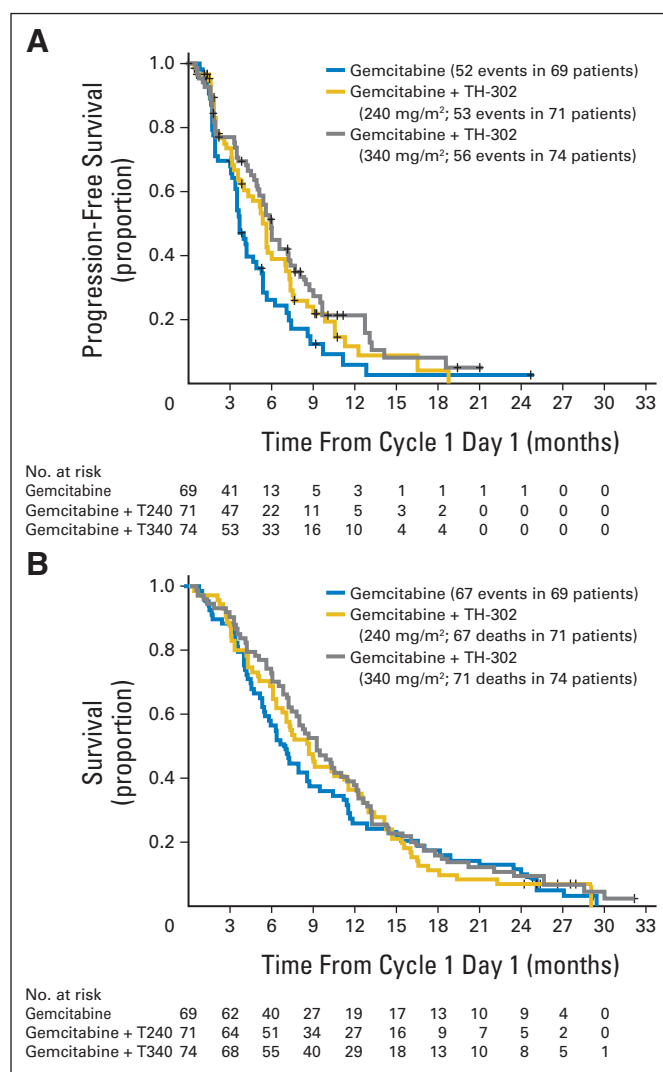 A
1.0
0.8
0.6
0.4
0.2
0
Progression-Free Survival
(proportion)
Gemcitabine (52 events in 69 patients)
Gemcitabine + TH-302
(240 mg/m²; 53 events in 71 patients)
Gemcitabine + TH-302
(340 mg/m²; 56 events in 74 patients)
3 6 9 12 15 18 21 24 27 30 33
Time From Cycle 1 Day 1 (months)
No. at risk
Gemcitabine 69 41 13 5 3 1 1 1 1 0 0
Gemcitabine + T240 71 47 22 11 5 3 2 0 0 0 0
Gemcitabine + T340 74 53 33 16 10 4 4 0 0 0 0
B
1.0
0.8
0.6
0.4
0.2
0
Survival
(proportion)
Gemcitabine (67 events in 69 patients)
Gemcitabine + TH-302
(240 mg/m²; 67 deaths in 71 patients)
Gemcitabine + TH-302
(340 mg/m²; 71 deaths in 74 patients)
3 6 9 12 15 18 21 24 27 30 33
Time From Cycle 1 Day 1 (months)
No. at risk
Gemcitabine 69 62 40 27 19 17 13 10 9 4 0
Gemcitabine + T240 71 64 51 34 27 16 9 7 5 2 0
Gemcitabine + T340 74 68 55 40 29 18 13 10 8 5 1